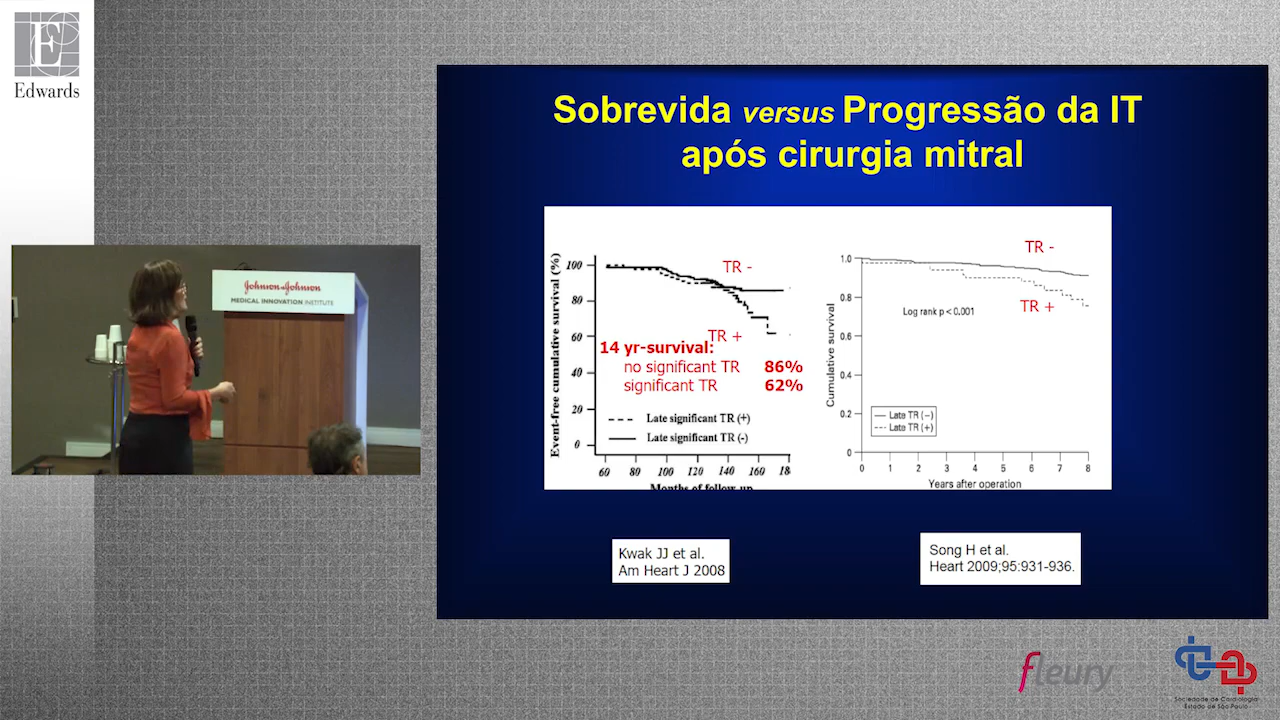 E
Edwards
Johnson & Johnson
MEDICAL INNOVATION INSTITUTE
Sobrevida versus Progressão da IT
após cirurgia mitral
Event-free cumulative survival (%)
100
80
60
40
20
0
TR -
TR +
14 yr-survival:
no significant TR 86%
significant TR 62%
Late significant TR (+)
Late significant TR (-)
60 80 100 120 140 160 18
Months of follow-up
Cumulative survival
1.0
0.8
0.6
0.4
0.2
0
TR -
Log rank p < 0.001
TR +
Late TR (−)
Late TR (+)
0 1 2 3 4 5 6 7 8
Years after operation
Kwak JJ et al.
Am Heart J 2008
Song H et al.
Heart 2009;95:931-936.
fleury
Sociedade de Cardiologia
Estado de São Paulo